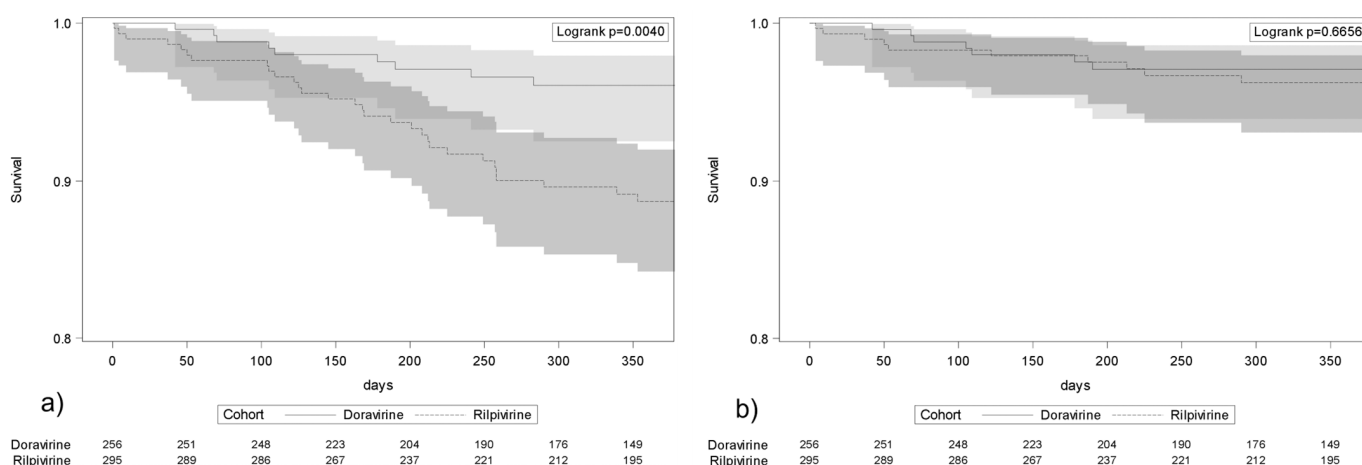 Logrank p=0.0040
1.0
0.9
0.8
Survival
0 50 100 150 200 250 300 350
days
a)
Cohort Doravirine Rilpivirine
Doravirine 256 251 248 223 204 190 176 149
Rilpivirine 295 289 286 267 237 221 212 195
Logrank p=0.6656
1.0
0.9
0.8
Survival
0 50 100 150 200 250 300 350
days
b)
Cohort Doravirine Rilpivirine
Doravirine 256 251 248 223 204 190 176 149
Rilpivirine 295 289 286 267 237 221 212 195